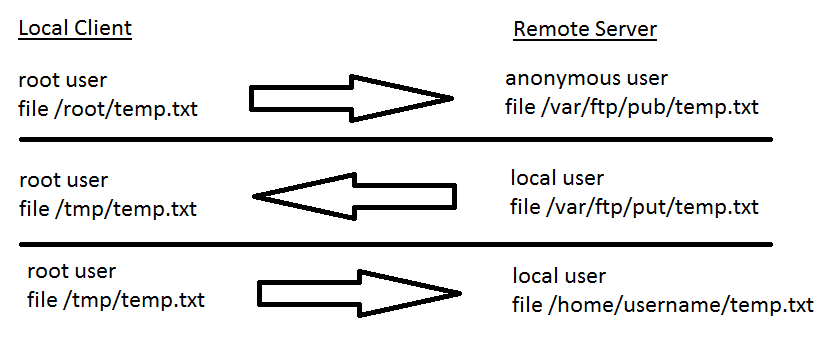 Local Client
Remote Server
root user
file /root/temp.txt
anonymous user
file /var/ftp/pub/temp.txt
root user
file /tmp/temp.txt
local user
file /var/ftp/put/temp.txt
root user
file /tmp/temp.txt
local user
file /home/username/temp.txt